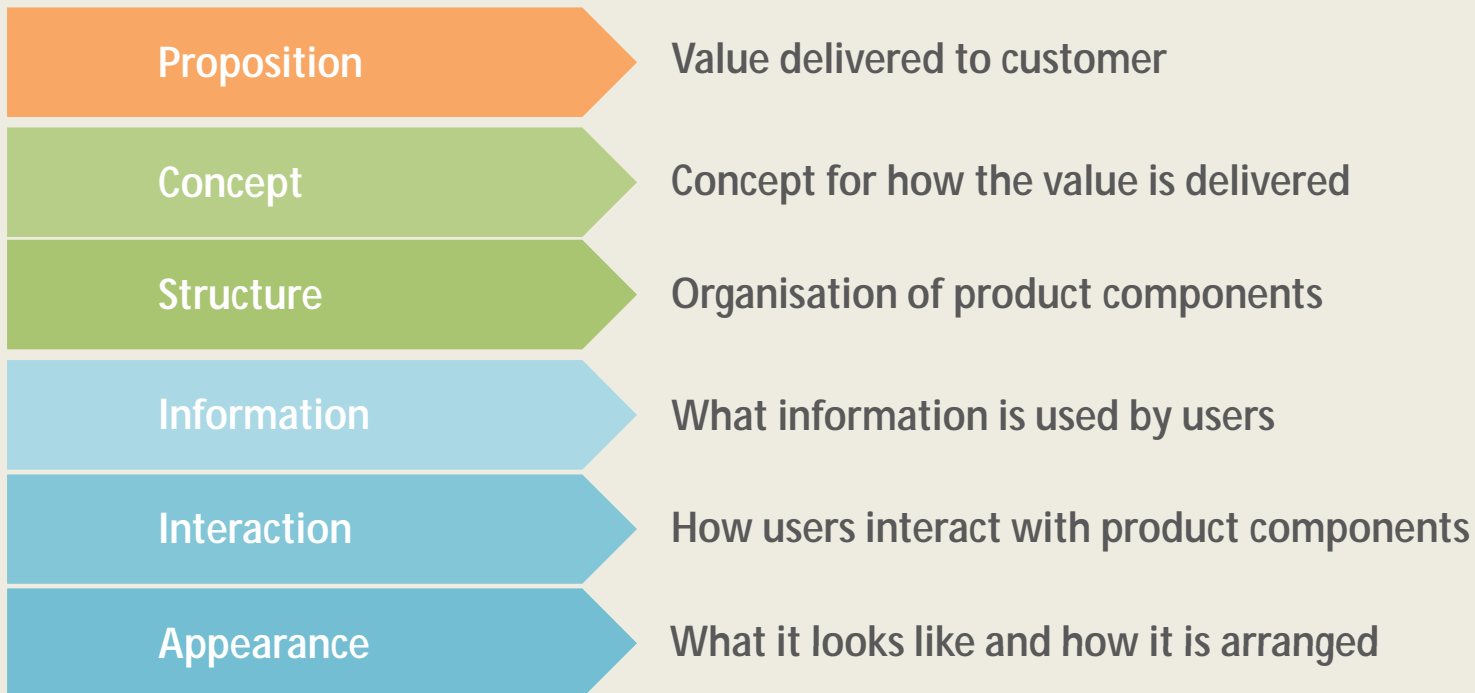 Proposition
Value delivered to customer
Concept
Concept for how the value is delivered
Structure
Organisation of product components
Information
What information is used by users
Interaction
How users interact with product components
Appearance
What it looks like and how it is arranged